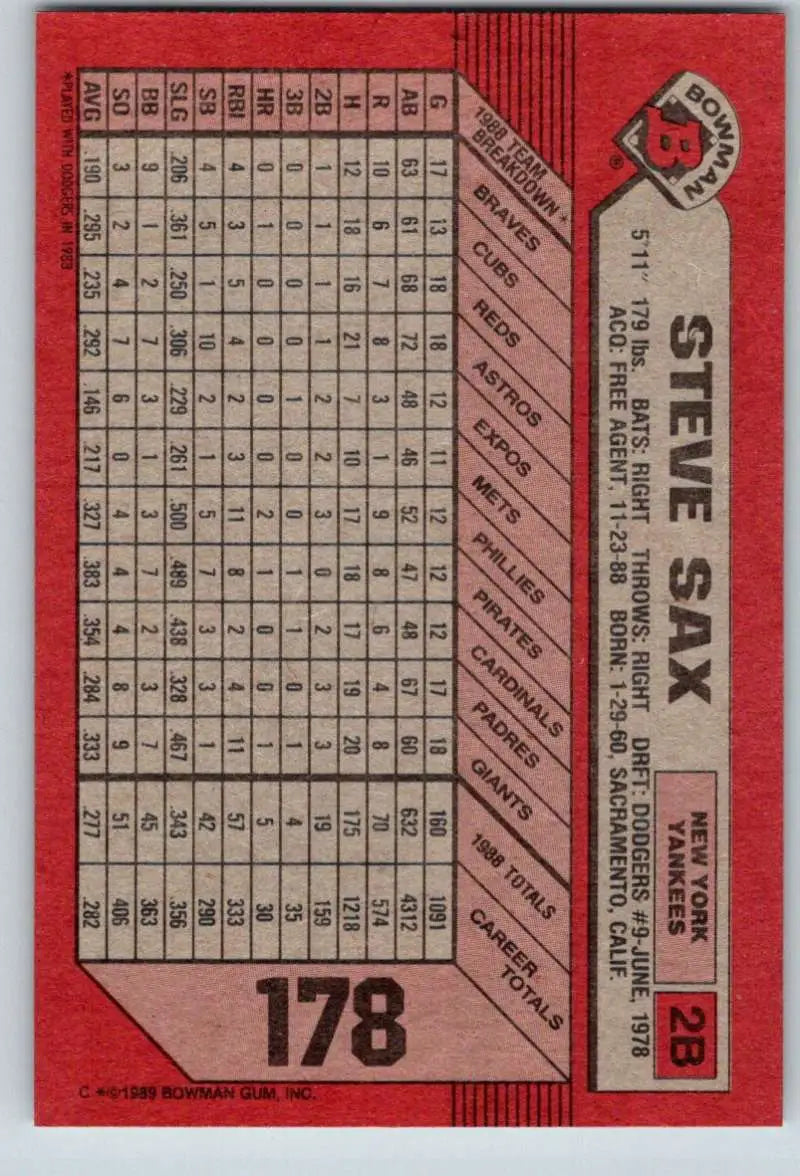 BOWMAN
B
®
STEVE SAX
NEW YORK
YANKEES
2B
5'11" 179 lbs. BATS: RIGHT THROWS: RIGHT DRFT: DODGERS #9-JUNE, 1978
ACQ: FREE AGENT, 11-23-88 BORN: 1-29-60, SACRAMENTO, CALIF.
1988 TEAM
BREAKDOWN*
BRAVES
CUBS
REDS
ASTROS
EXPOS
METS
PHILLIES
PIRATES
CARDINALS
PADRES
GIANTS
1988 TOTALS
CAREER
TOTALS
G 17 13 18 18 12 11 12 12 12 17 18 160 1091
AB 63 61 68 72 48 46 52 47 48 67 60 632 4312
R 10 6 7 8 3 1 9 8 6 4 8 70 574
H 12 18 16 21 7 10 17 18 17 19 20 175 1218
2B 1 1 1 1 2 2 3 0 2 3 3 19 159
3B 0 0 0 0 1 0 0 1 1 0 1 4 35
HR 0 1 0 0 0 0 2 1 0 0 1 5 30
RBI 4 3 5 4 2 3 11 8 2 4 11 57 333
SB 4 5 1 10 2 1 5 7 3 3 1 42 290
SLG .206 .361 .250 .306 .229 .261 .500 .489 .438 .328 .467 .343 .356
BB 9 1 2 7 3 1 3 7 2 3 7 45 363
SO 3 2 4 7 6 0 4 4 4 8 9 51 406
AVG .190 .295 .235 .292 .146 .217 .327 .383 .354 .284 .333 .277 .282
*PLAYED WITH DODGERS IN 1988
178
C *©1989 BOWMAN GUM, INC.